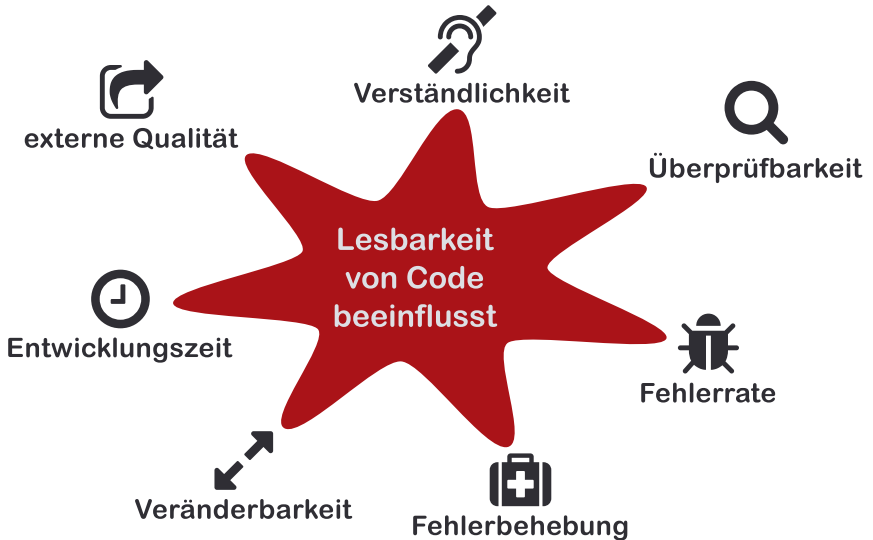 Verständlichkeit
externe Qualität
Überprüfbarkeit
Lesbarkeit
von Code
beeinflusst
Entwicklungszeit
Fehlerrate
Veränderbarkeit
Fehlerbehebung